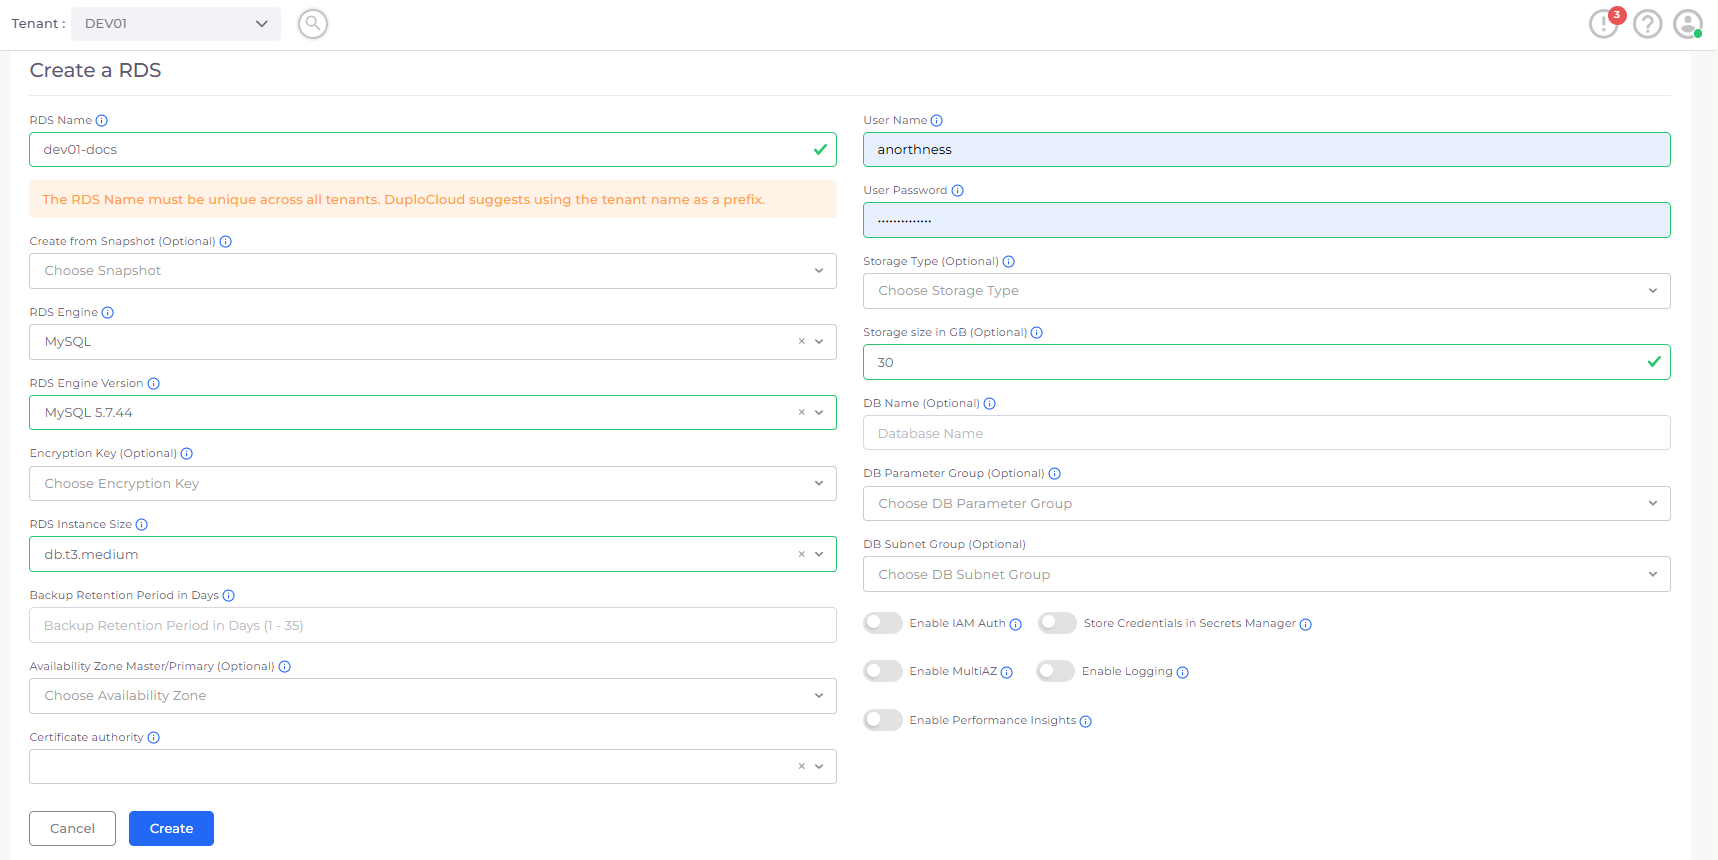 Tenant : DEV01
3
Create a RDS
RDS Name
dev01-docs
The RDS Name must be unique across all tenants. DuploCloud suggests using the tenant name as a prefix.
Create from Snapshot (Optional)
Choose Snapshot
RDS Engine
MySQL
RDS Engine Version
MySQL 5.7.44
Encryption Key (Optional)
Choose Encryption Key
RDS Instance Size
db.t3.medium
Backup Retention Period in Days
Backup Retention Period in Days (1 - 35)
Availability Zone Master/Primary (Optional)
Choose Availability Zone
Certificate authority
Cancel
Create
User Name
anorthness
User Password
••••••••••••••
Storage Type (Optional)
Choose Storage Type
Storage size in GB (Optional)
30
DB Name (Optional)
Database Name
DB Parameter Group (Optional)
Choose DB Parameter Group
DB Subnet Group (Optional)
Choose DB Subnet Group
Enable IAM Auth
Store Credentials in Secrets Manager
Enable MultiAZ
Enable Logging
Enable Performance Insights